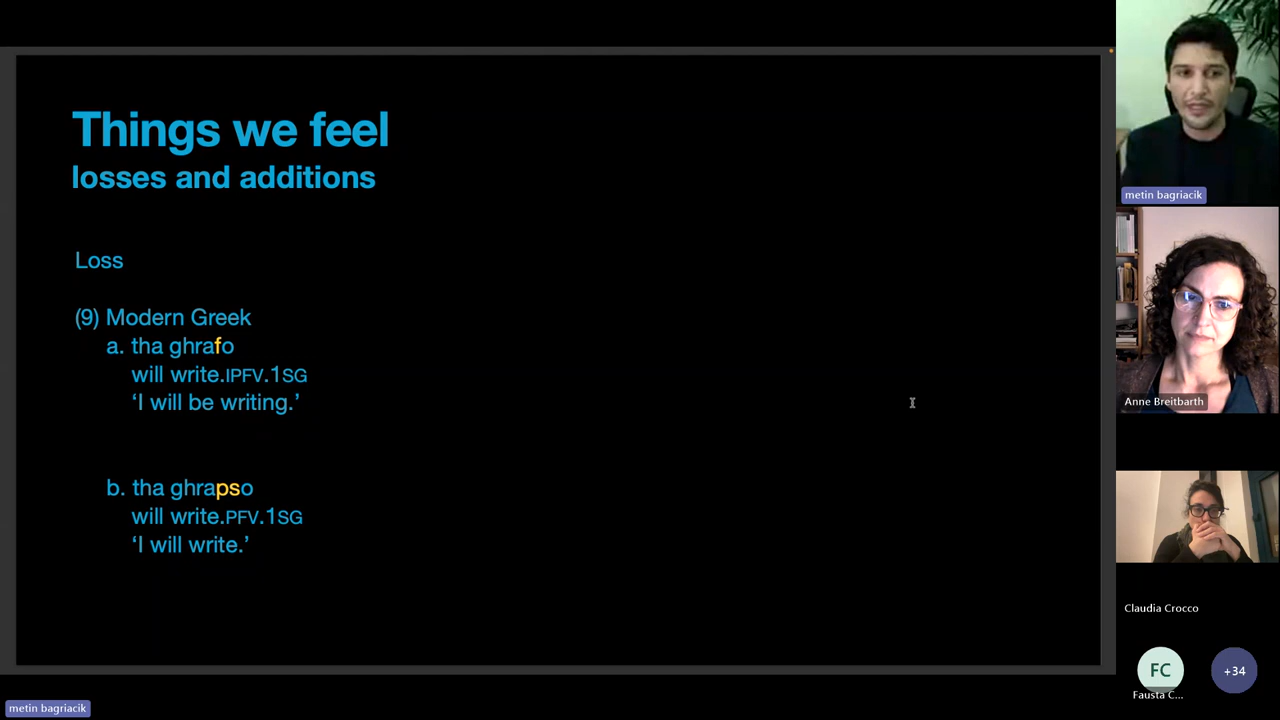 Things we feel
losses and additions
Loss
(9) Modern Greek
a. tha ghrafo
will write.IPFV.1SG
‘I will be writing.’
b. tha ghrapso
will write.PFV.1SG
‘I will write.’
metin bagriacik
Anne Breitbarth
Claudia Crocco
FC
Fausta C...
+34
metin bagriacik